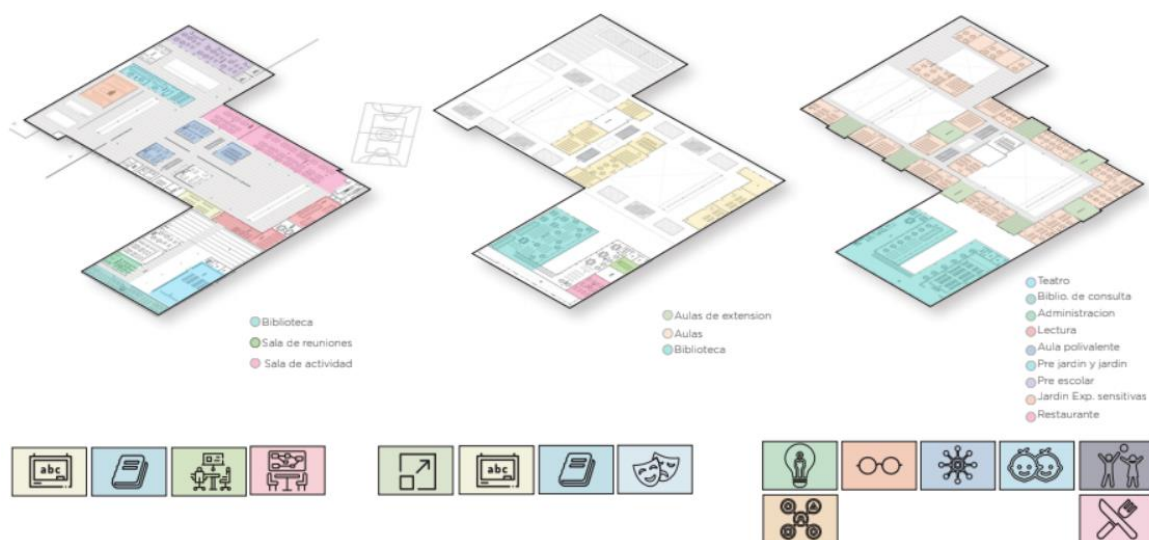 Biblioteca
Sala de reuniones
Sala de actividad
Aulas de extension
Aulas
Biblioteca
Teatro
Biblio. de consulta
Administracion
Lectura
Aula polivalente
Pre jardin y jardin
Pre escolar
Jardin Exp. sensitivas
Restaurante
abc
abc